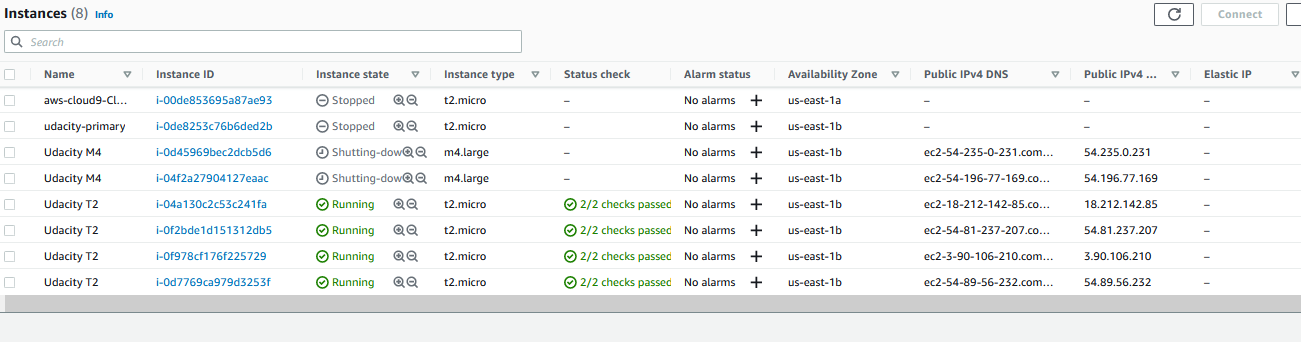 Instances (8) Info
Connect
Search
Name Instance ID Instance state Instance type Status check Alarm status Availability Zone Public IPv4 DNS Public IPv4 ... Elastic IP
aws-cloud9-Cl... i-00de853695a87ae93 Stopped t2.micro – No alarms + us-east-1a – – –
udacity-primary i-0de8253c76b6ded2b Stopped t2.micro – No alarms + us-east-1b – – –
Udacity M4 i-0d45969bec2dcb5d6 Shutting-dow m4.large – No alarms + us-east-1b ec2-54-235-0-231.com... 54.235.0.231 –
Udacity M4 i-04f2a27904127eaac Shutting-dow m4.large – No alarms + us-east-1b ec2-54-196-77-169.co... 54.196.77.169 –
Udacity T2 i-04a130c2c53c241fa Running t2.micro 2/2 checks passed No alarms + us-east-1b ec2-18-212-142-85.co... 18.212.142.85 –
Udacity T2 i-0f2bde1d151312db5 Running t2.micro 2/2 checks passed No alarms + us-east-1b ec2-54-81-237-207.co... 54.81.237.207 –
Udacity T2 i-0f978cf176f225729 Running t2.micro 2/2 checks passed No alarms + us-east-1b ec2-3-90-106-210.com... 3.90.106.210 –
Udacity T2 i-0d7769ca979d3253f Running t2.micro 2/2 checks passed No alarms + us-east-1b ec2-54-89-56-232.com... 54.89.56.232 –